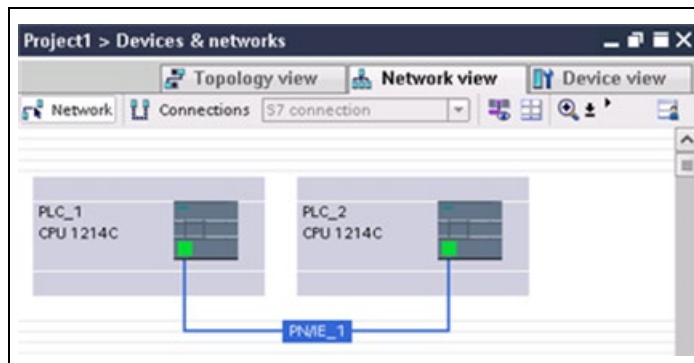 Project1 > Devices & networks
Topology view Network view Device view
Network Connections S7 connection
PLC_1
CPU 1214C
PLC_2
CPU 1214C
PN/IE_1